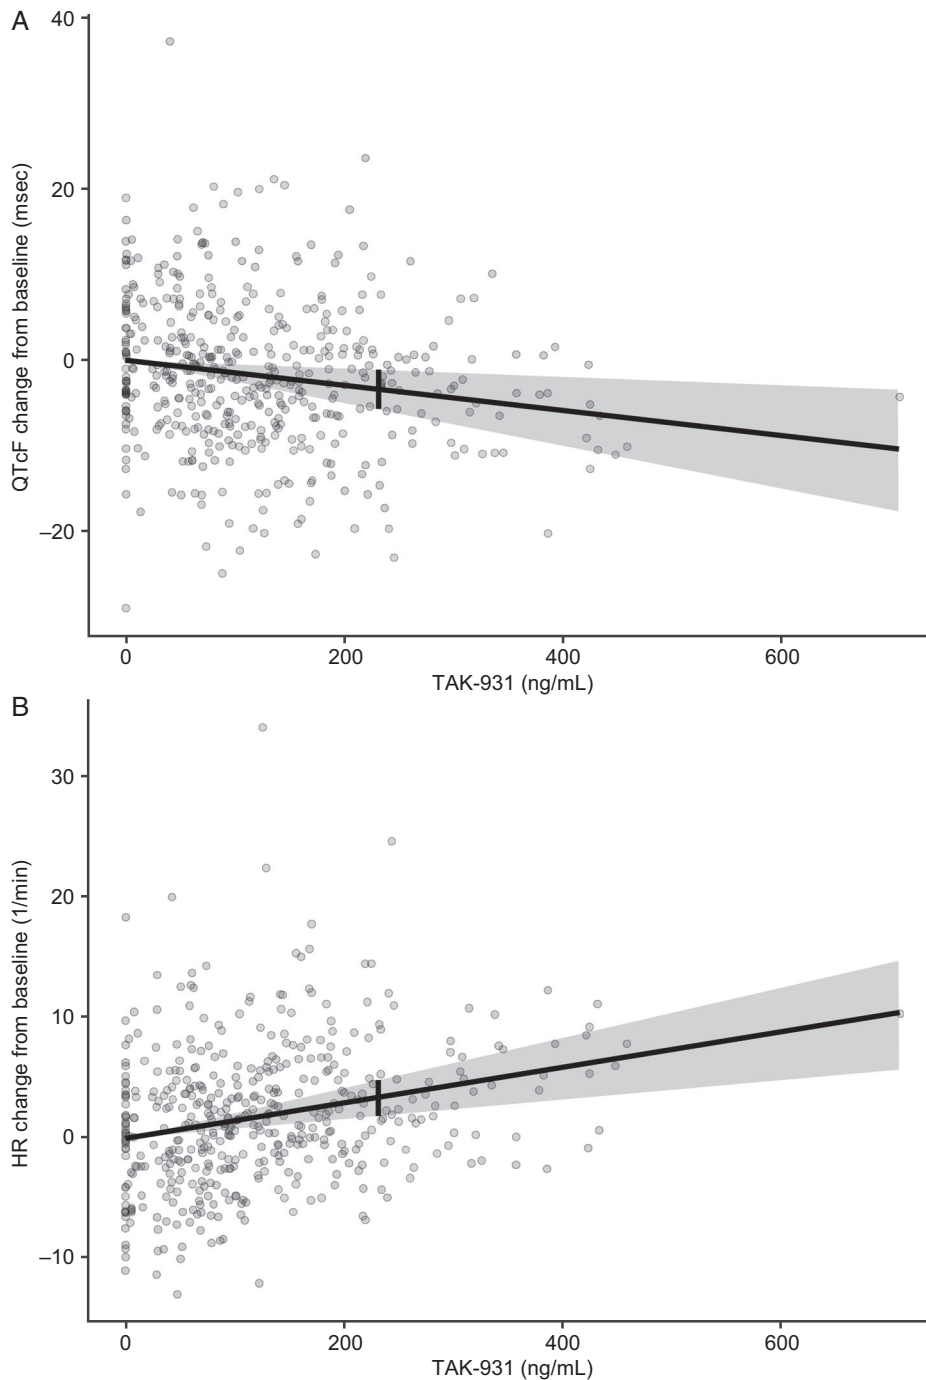 A
40
20
0
–20
QTcF change from baseline (msec)
0 200 400 600
TAK-931 (ng/mL)
B
30
20
10
0
–10
HR change from baseline (1/min)
0 200 400 600
TAK-931 (ng/mL)